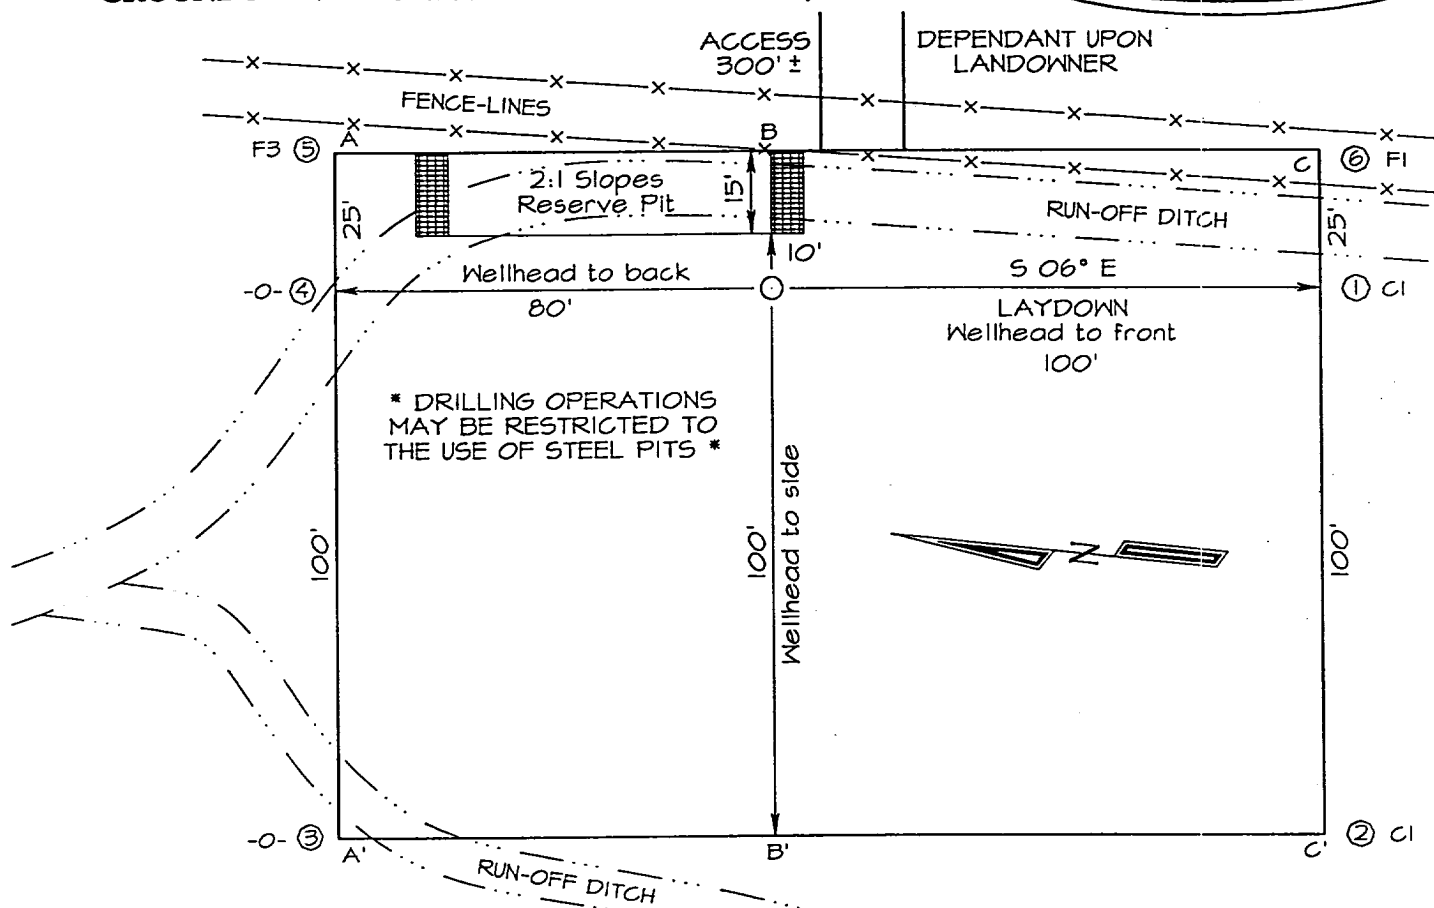 ACCESS
300' ±
DEPENDANT UPON
LANDOWNER
FENCE-LINES
F3 ⑤ A
B
C ⑥ F1
2:1 Slopes
Reserve Pit
15'
25'
25'
RUN-OFF DITCH
10'
Wellhead to back
80'
S 06° E
-0- ④
① C1
LAYDOWN
Wellhead to front
100'
* DRILLING OPERATIONS
MAY BE RESTRICTED TO
THE USE OF STEEL PITS *
100'
100'
Wellhead to side
N
100'
-0- ③
A'
B'
C'
② C1
RUN-OFF DITCH